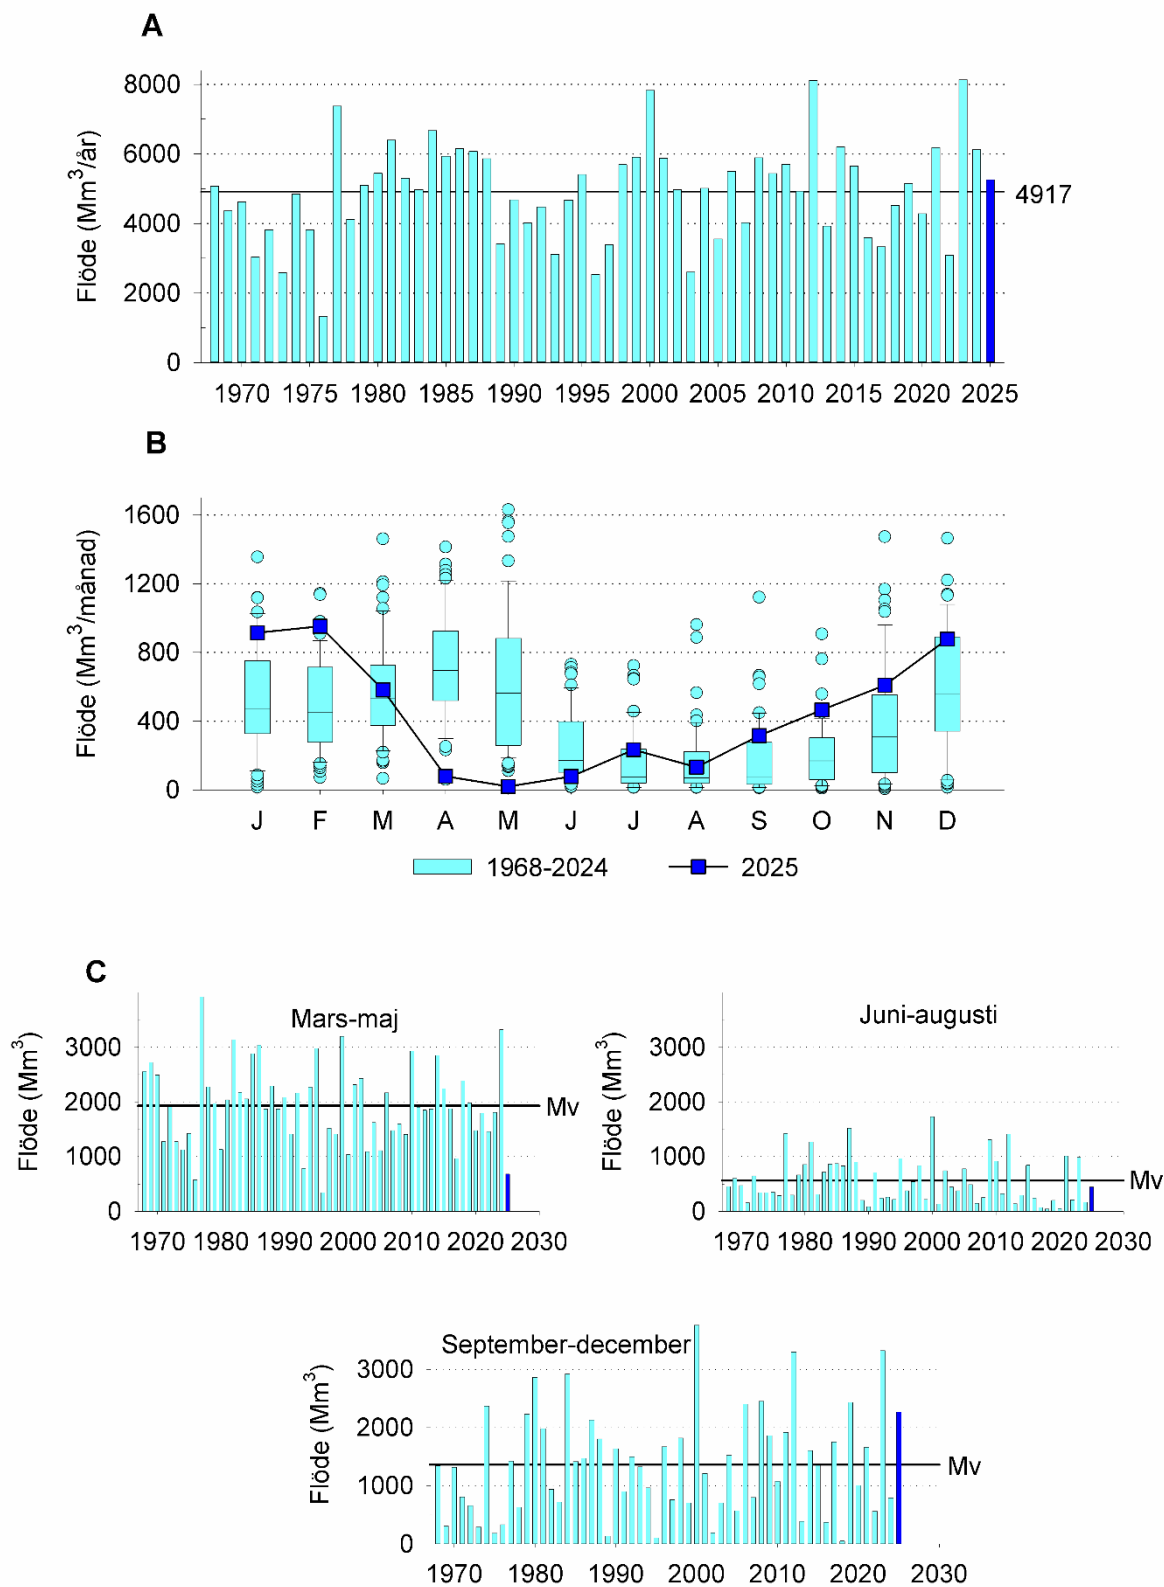 A
Flöde (Mm³/år)
8000
6000
4000
2000
0
4917
1970 1975 1980 1985 1990 1995 2000 2005 2010 2015 2020 2025
B
Flöde (Mm³/månad)
1600
1200
800
400
0
J F M A M J J A S O N D
1968-2024 2025
C
Mars-maj
Flöde (Mm³)
3000
2000
1000
0
Mv
1970 1980 1990 2000 2010 2020 2030
Juni-augusti
Flöde (Mm³)
3000
2000
1000
0
Mv
1970 1980 1990 2000 2010 2020 2030
September-december
Flöde (Mm³)
3000
2000
1000
0
Mv
1970 1980 1990 2000 2010 2020 2030